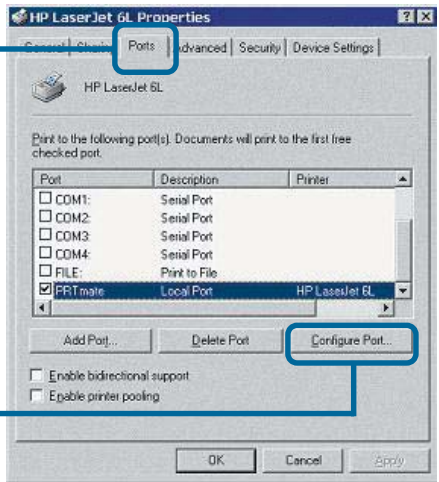 HP LaserJet 6L Properties
General Sharing Ports Advanced Security Device Settings
HP LaserJet 6L
Print to the following port(s). Documents will print to the first free
checked port.
Port Description Printer
COM1: Serial Port
COM2: Serial Port
COM3: Serial Port
COM4: Serial Port
FILE: Print to File
PRTmate Local Port HP LaserJet 6L
Add Port... Delete Port Configure Port...
Enable bidirectional support
Enable printer pooling
OK Cancel Apply